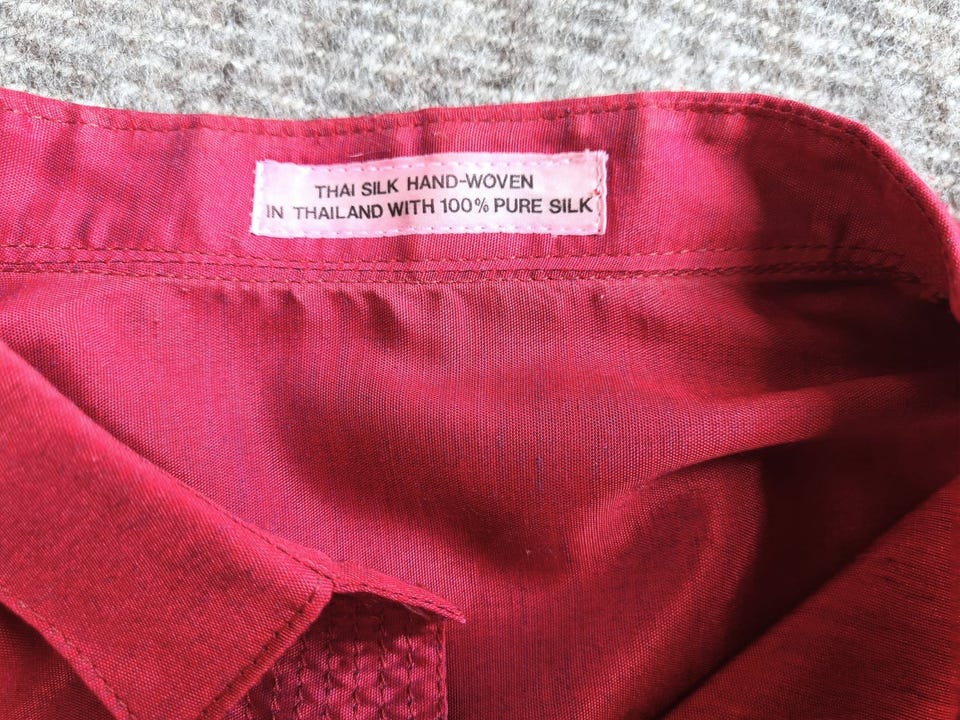 THAI SILK HAND-WOVEN
IN THAILAND WITH 100% PURE SILK